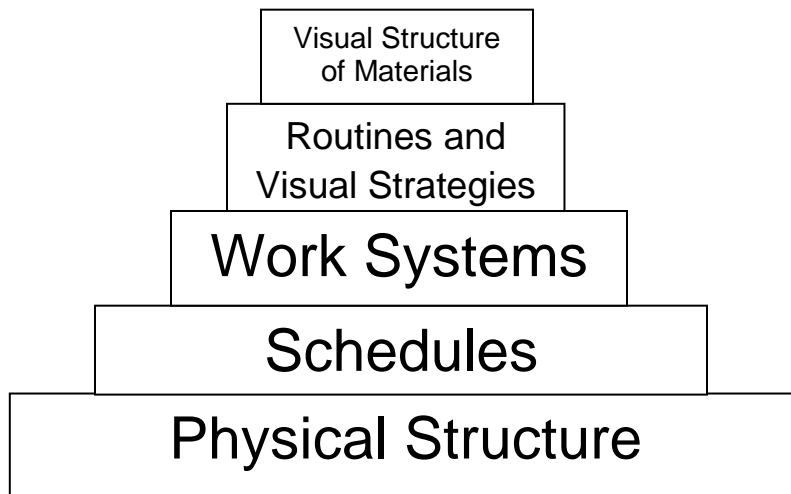 Visual Structure
of Materials
Routines and
Visual Strategies
Work Systems
Schedules
Physical Structure